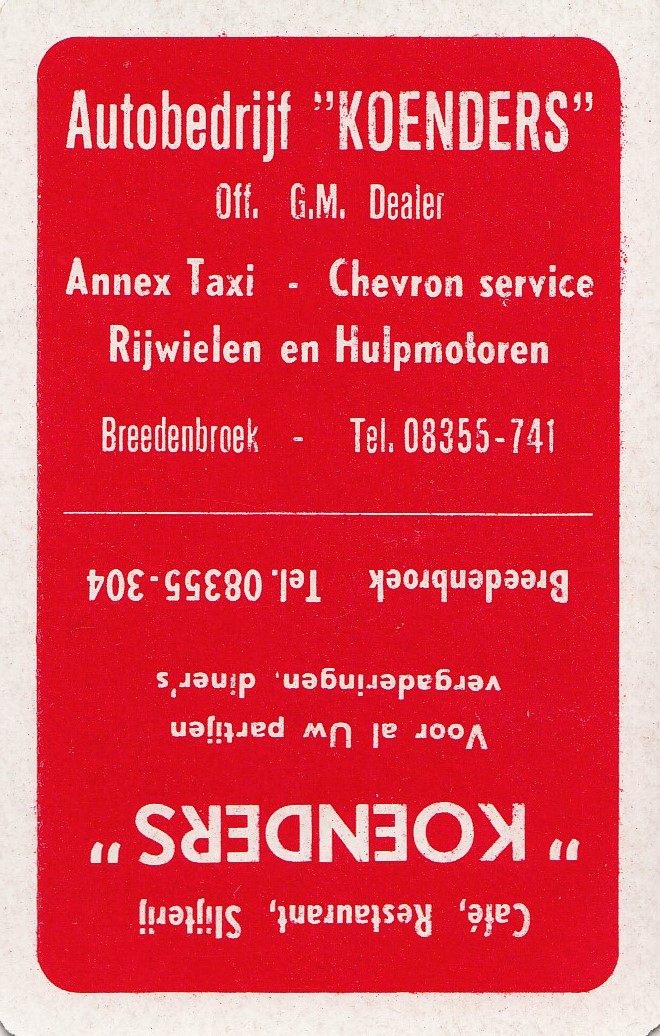 Autobedrijf "KOENDERS"
Off. G.M. Dealer
Annex Taxi - Chevron service
Rijwielen en Hulpmotoren
Breedenbroek - Tel. 08355-741
Café, Restaurant, Slijterij
"KOENDERS"
Voor al Uw partijen
vergaderingen, diner's
Breedenbroek Tel. 08355-304